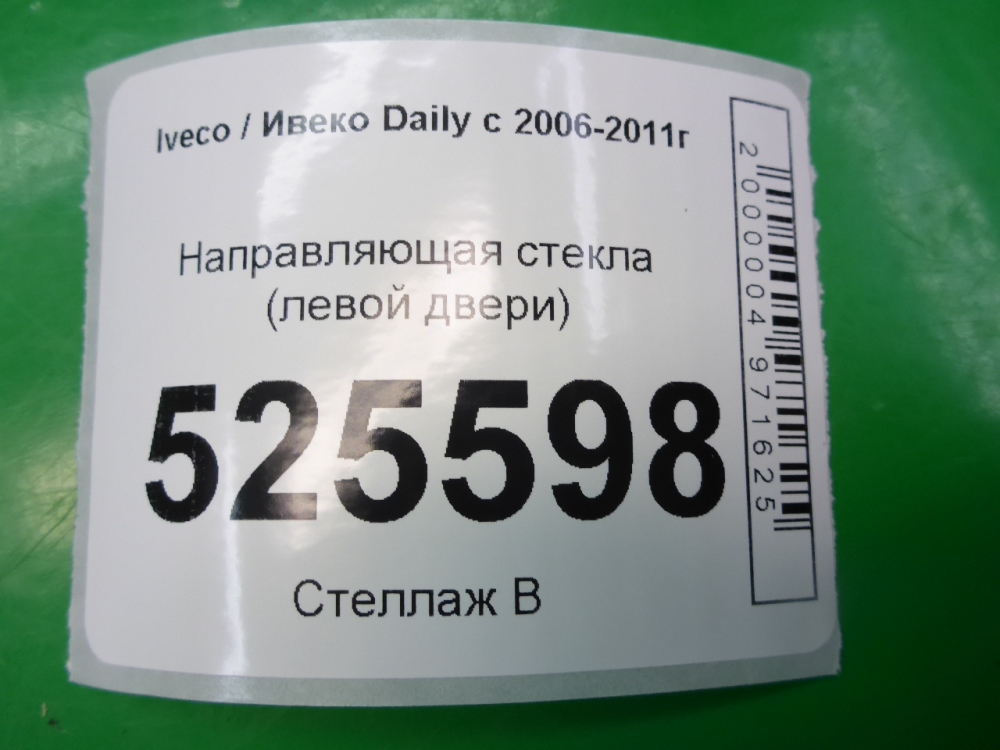 Iveco / Ивеко Daily с 2006-2011г
Направляющая стекла
(левой двери)
525598
Стеллаж В
2000004971625